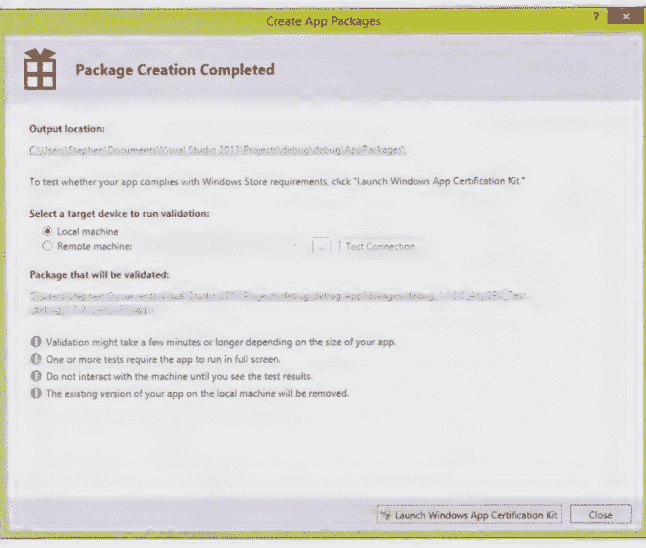 Create App Packages
?
Package Creation Completed
Output location:
C:\Users\Stephen\Documents\Visual Studio 2013\Projects\debug\debug\AppPackages\
To test whether your app complies with Windows Store requirements, click "Launch Windows App Certification Kit."
Select a target device to run validation:
Local machine
Remote machine:
... Test Connection
Package that will be validated:
Validation might take a few minutes or longer depending on the size of your app.
One or more tests require the app to run in full screen.
Do not interact with the machine until you see the test results.
The existing version of your app on the local machine will be removed.
Launch Windows App Certification Kit Close